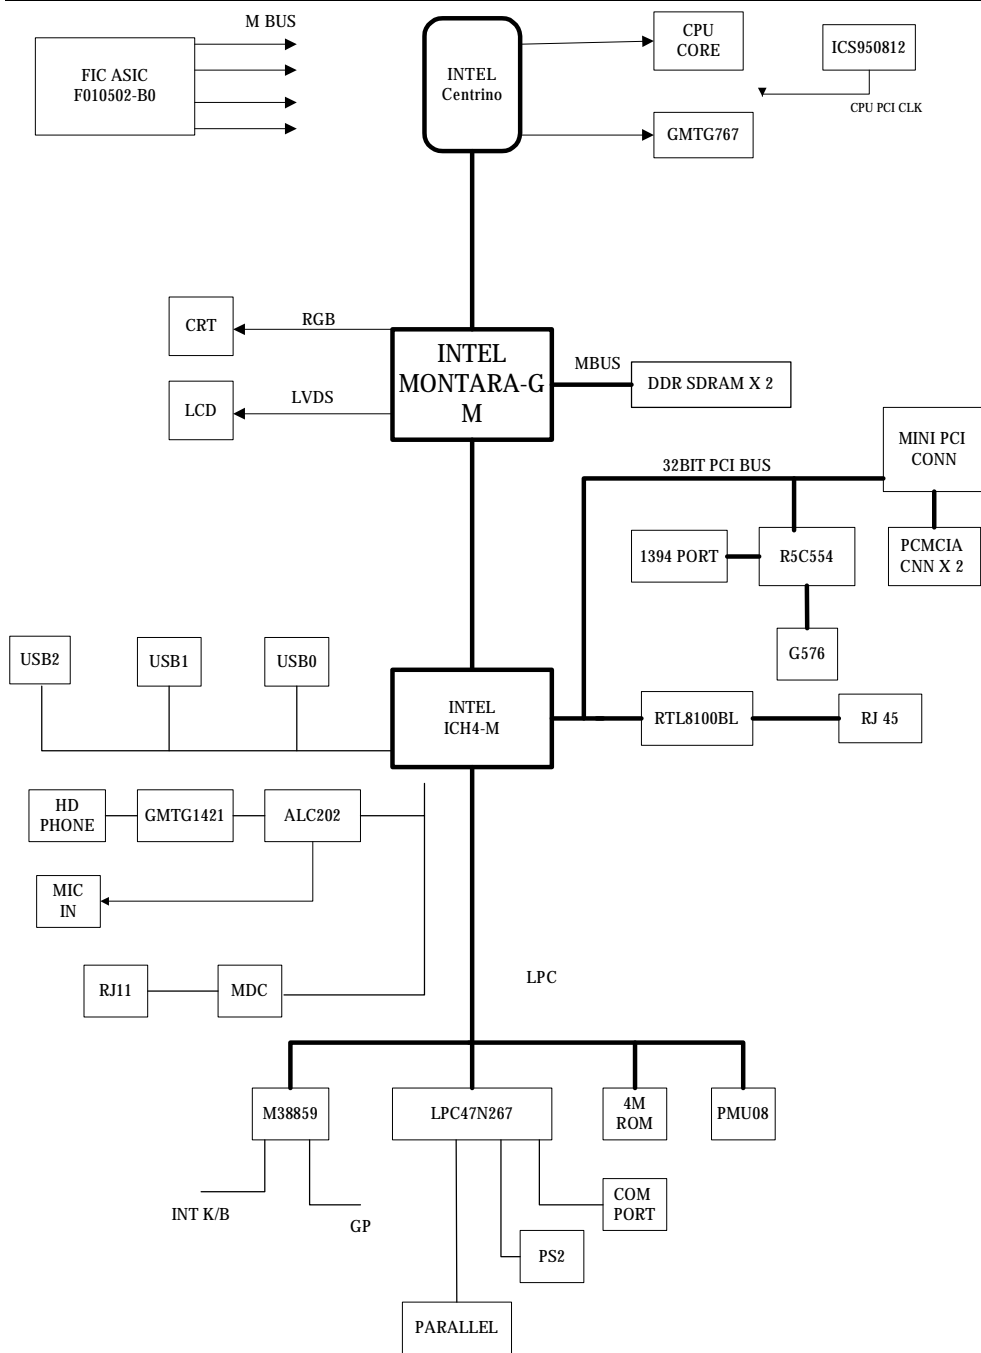 M BUS
FIC ASIC
F010502-B0
INTEL
Centrino
CPU
CORE
ICS950812
CPU PCI CLK
GMTG767
CRT
RGB
INTEL
MONTARA-G
M
MBUS
DDR SDRAM X 2
LCD
LVDS
MINI PCI
CONN
32BIT PCI BUS
1394 PORT
R5C554
PCMCIA
CNN X 2
G576
USB2
USB1
USB0
INTEL
ICH4-M
RTL8100BL
RJ 45
HD
PHONE
GMTG1421
ALC202
MIC
IN
RJ11
MDC
LPC
M38859
LPC47N267
4M
ROM
PMU08
INT K/B
GP
COM
PORT
PS2
PARALLEL